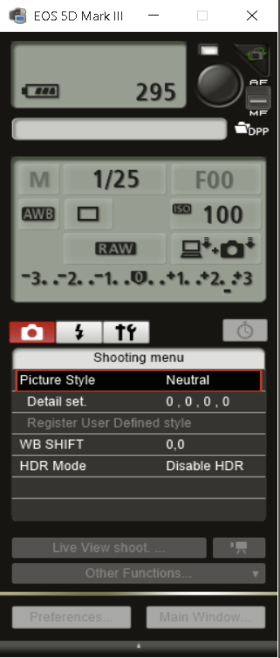 EOS 5D Mark III
295
AF
MF
DPP
M 1/25 F00
AWB ISO 100
RAW
-3. .-2. .-1. .0. .+1. .+2. .+3
Shooting menu
Picture Style Neutral
Detail set. 0 , 0 , 0 , 0
Register User Defined style
WB SHIFT 0,0
HDR Mode Disable HDR
Live View shoot. ...
Other Functions...
Preferences... Main Window...